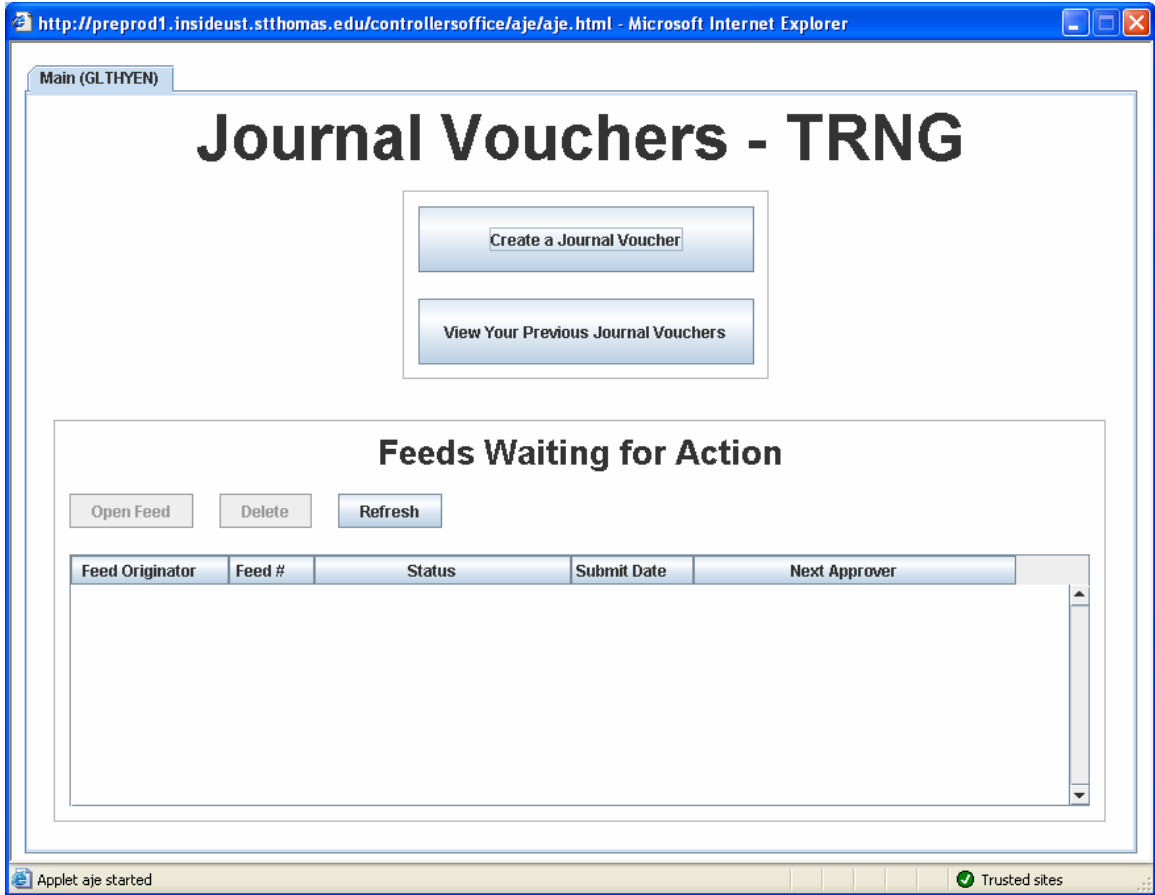 http://preprod1.insideust.stthomas.edu/controllersoffice/aje/aje.html - Microsoft Internet Explorer
Main (GLTHYEN)
Journal Vouchers - TRNG
Create a Journal Voucher
View Your Previous Journal Vouchers
Feeds Waiting for Action
Open Feed Delete Refresh
Feed Originator Feed # Status Submit Date Next Approver
Applet aje started Trusted sites